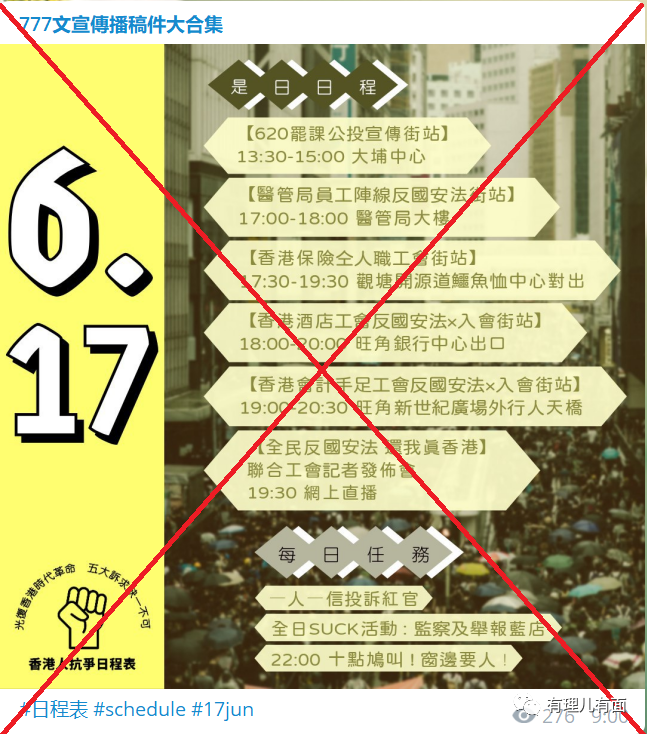 777文宣傳播稿件大合集
是日日程
6.
17
【620罷課公投宣傳街站】
13:30-15:00 大埔中心
【醫管局員工陣線反國安法街站】
17:00-18:00 醫管局大樓
【香港保險仝人職工會街站】
17:30-19:30 觀塘開源道鱷魚恤中心對出
【香港酒店工會反國安法×入會街站】
18:00-20:00 旺角銀行中心出口
【香港會計手足工會反國安法×入會街站】
19:00-20:30 旺角新世紀廣場外行人天橋
【全民反國安法 還我真香港】
聯合工會記者發佈會
19:30 網上直播
每日任務
一人一信投訴紅官
全日SUCK活動：監察及舉報藍店
22:00 十點鳩叫！窗邊要人！
光復香港時代革命 五大訴求缺一不可
香港人抗爭日程表
#日程表 #schedule #17jun
有理儿有面
276 9:00